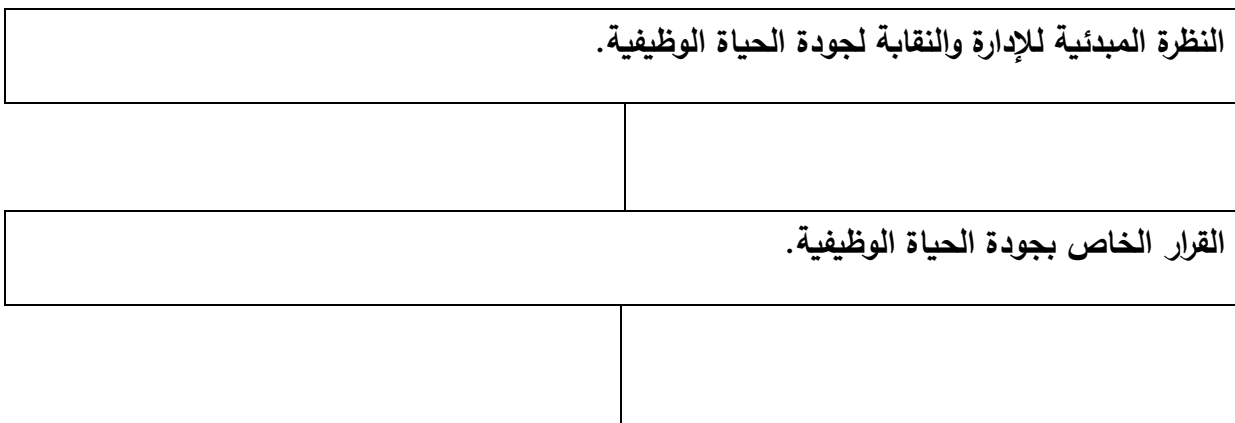 النظرة المبدئية للإدارة والنقابة لجودة الحياة الوظيفية.
القرار الخاص بجودة الحياة الوظيفية.